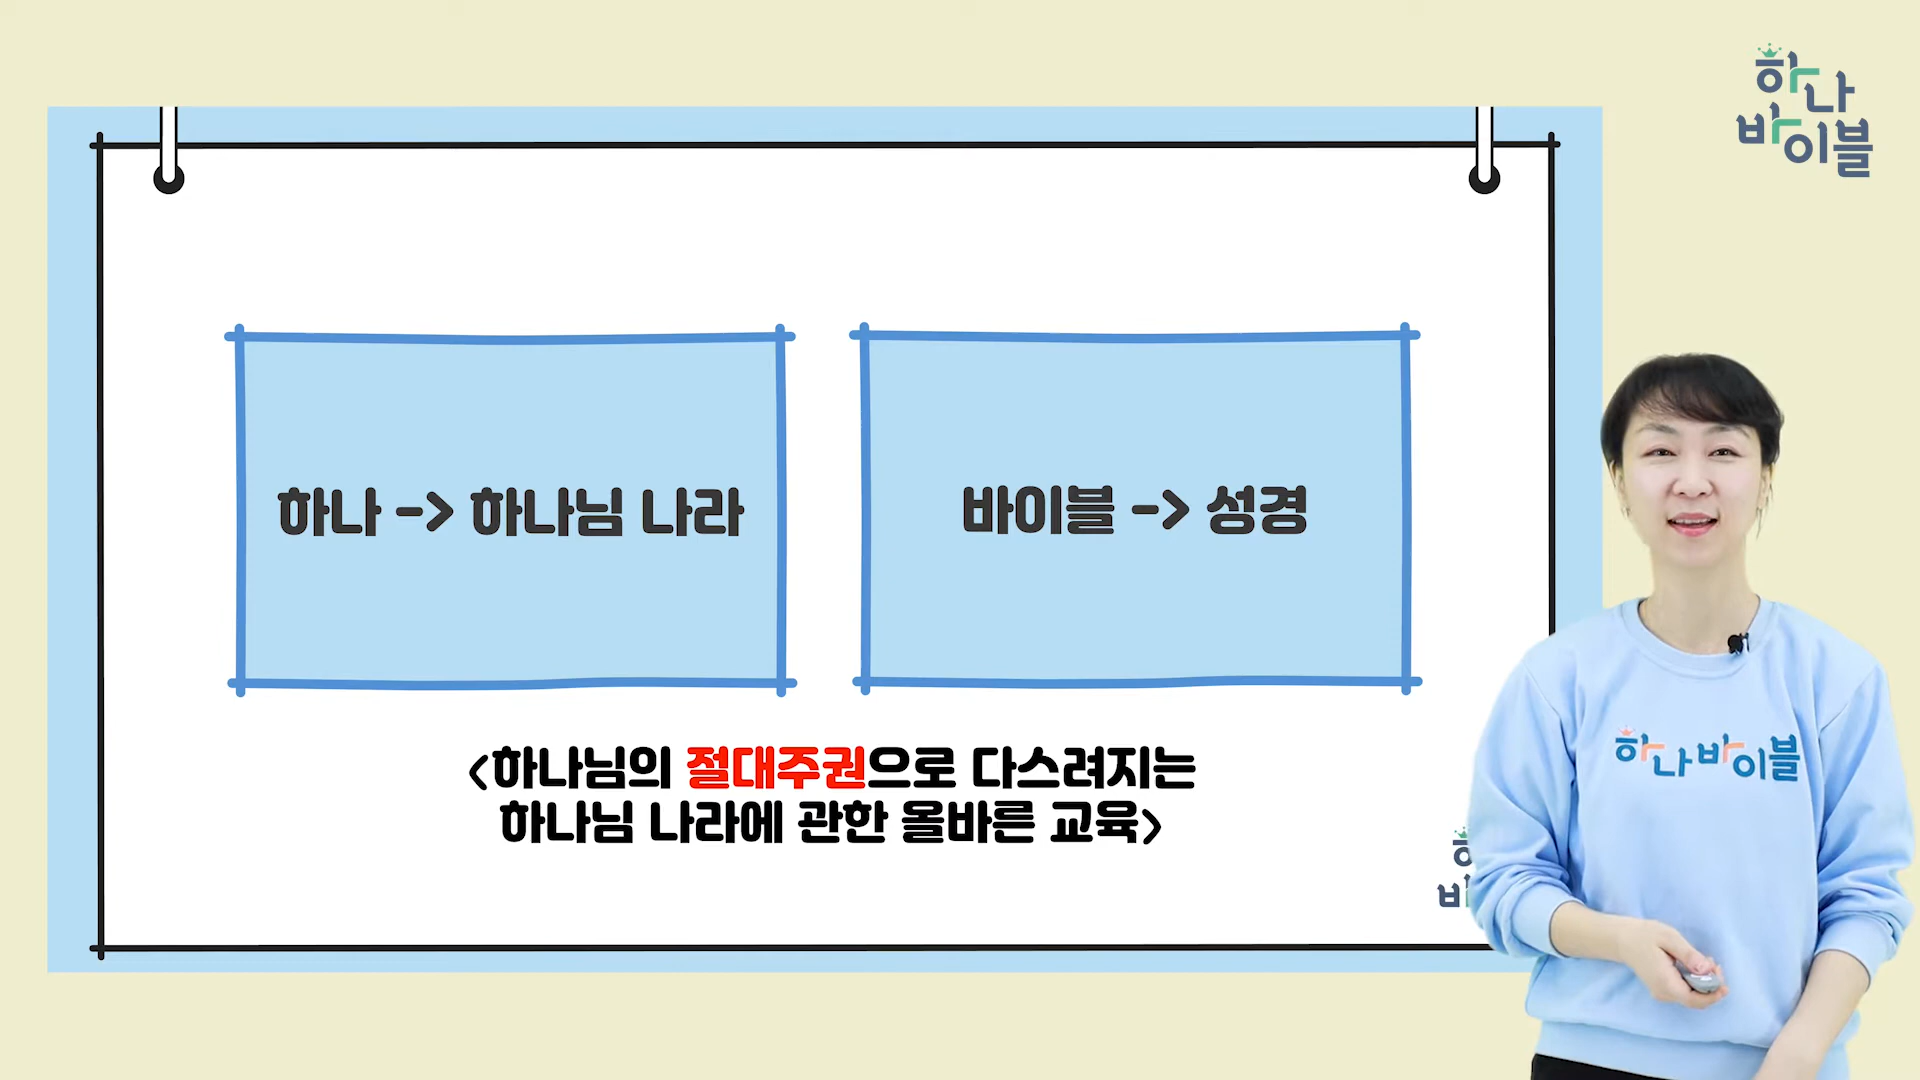 하나
바이블
하나 -> 하나님 나라
바이블 -> 성경
<하나님의 절대주권으로 다스려지는
하나님 나라에 관한 올바른 교육>
하나바이블